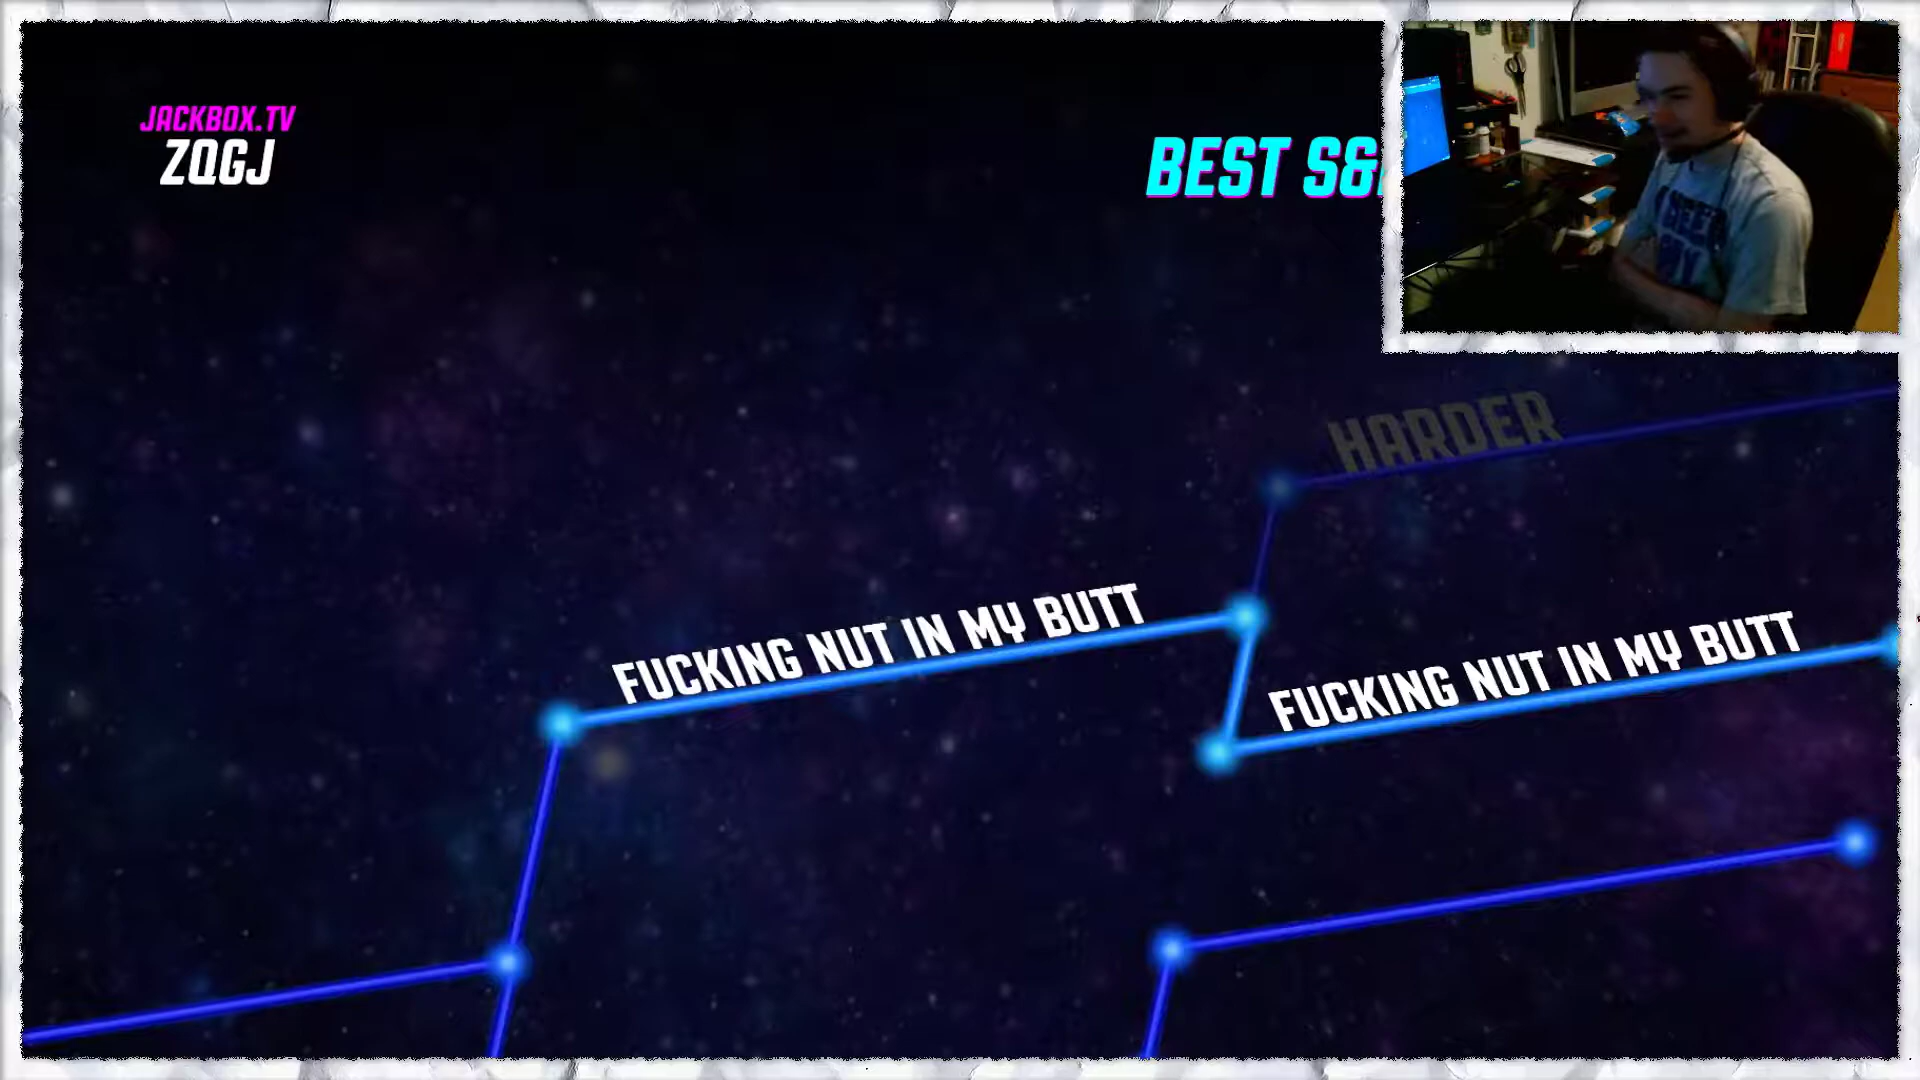 JACKBOX.TV
ZQGJ
BEST S&
HARDER
FUCKING NUT IN MY BUTT
FUCKING NUT IN MY BUTT